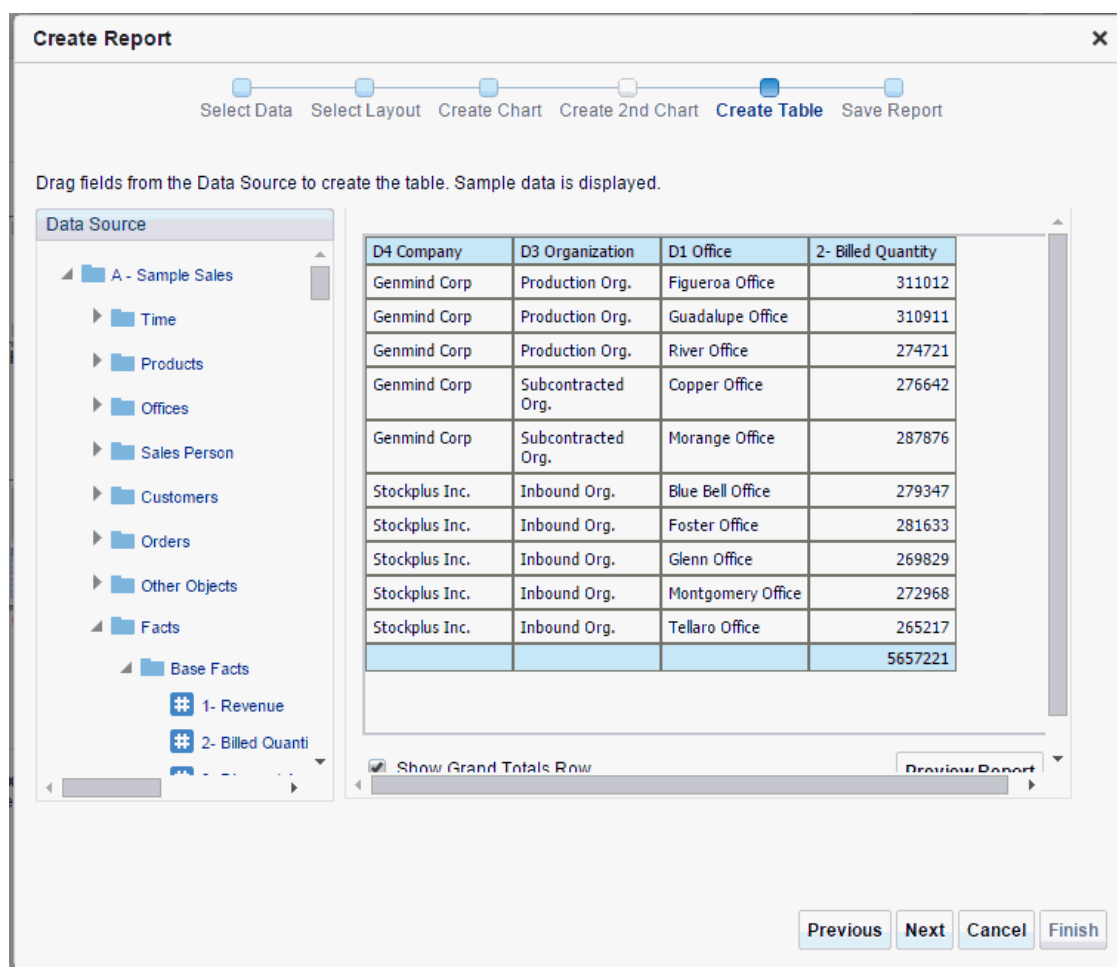 Create Report
Select Data Select Layout Create Chart Create 2nd Chart Create Table Save Report
Drag fields from the Data Source to create the table. Sample data is displayed.
Data Source
A - Sample Sales
Time
Products
Offices
Sales Person
Customers
Orders
Other Objects
Facts
Base Facts
1- Revenue
2- Billed Quanti
D4 Company D3 Organization D1 Office 2- Billed Quantity
Genmind Corp Production Org. Figueroa Office 311012
Genmind Corp Production Org. Guadalupe Office 310911
Genmind Corp Production Org. River Office 274721
Genmind Corp Subcontracted Org. Copper Office 276642
Genmind Corp Subcontracted Org. Morange Office 287876
Stockplus Inc. Inbound Org. Blue Bell Office 279347
Stockplus Inc. Inbound Org. Foster Office 281633
Stockplus Inc. Inbound Org. Glenn Office 269829
Stockplus Inc. Inbound Org. Montgomery Office 272968
Stockplus Inc. Inbound Org. Tellaro Office 265217
5657221
Show Grand Totals Row Preview Report
Previous Next Cancel Finish